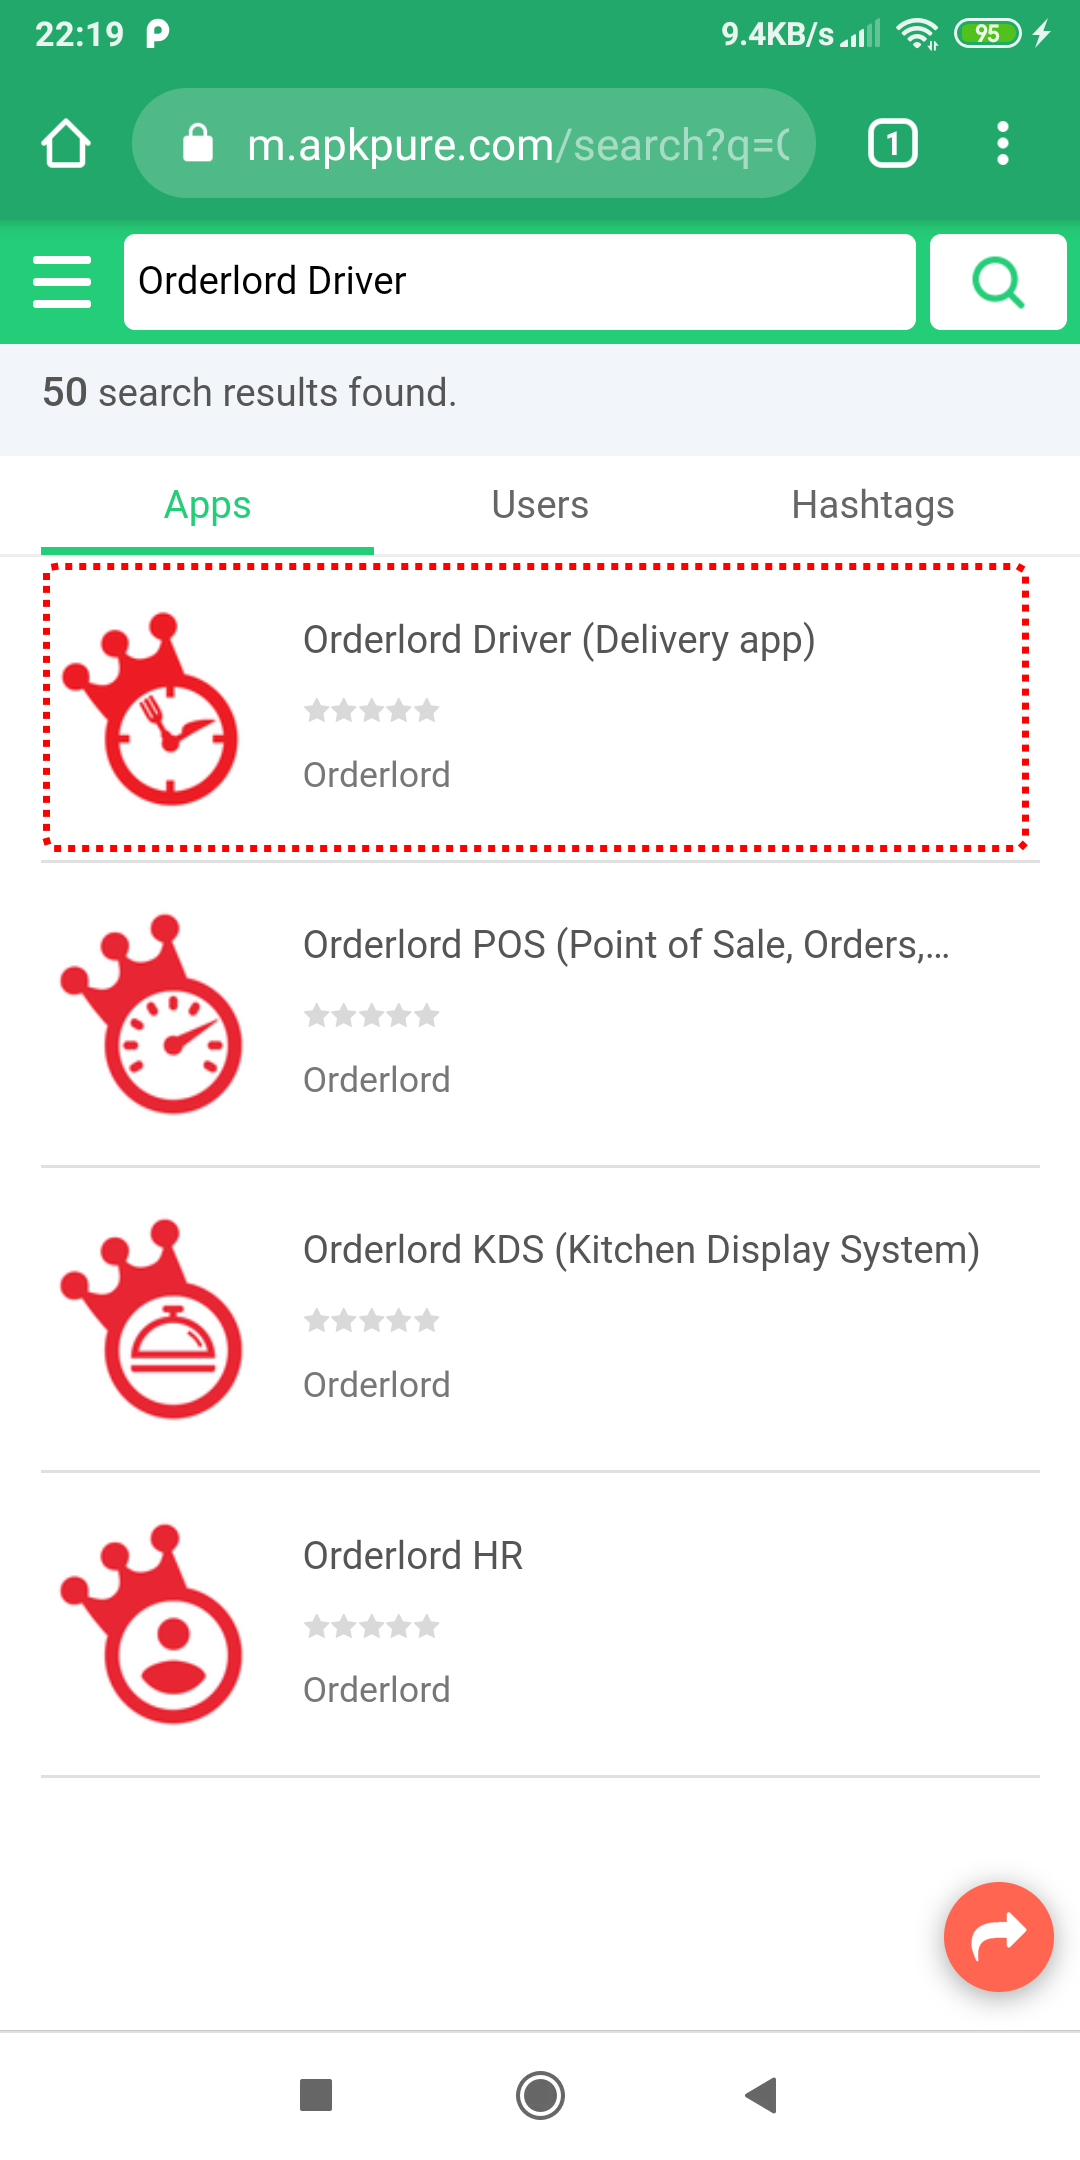 22:19 9.4KB/s 95
m.apkpure.com/search?q=
1
Orderlord Driver
50 search results found.
Apps Users Hashtags
Orderlord Driver (Delivery app)
Orderlord
Orderlord POS (Point of Sale, Orders,...
Orderlord
Orderlord KDS (Kitchen Display System)
Orderlord
Orderlord HR
Orderlord